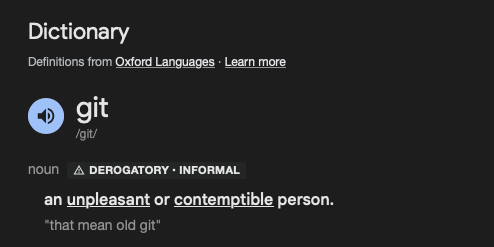 Dictionary
Definitions from Oxford Languages · Learn more
git
/ɡit/
noun ⚠ DEROGATORY · INFORMAL
an unpleasant or contemptible person.
"that mean old git"